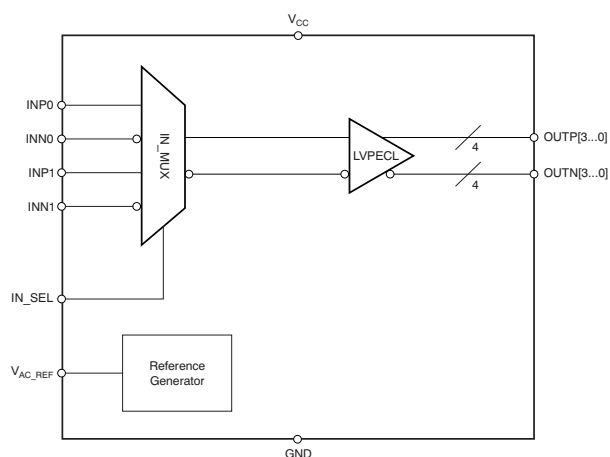 VCC
INP0
INN0
INP1
INN1
IN_MUX
LVPECL
4
OUTP[3...0]
4
OUTN[3...0]
IN_SEL
VAC_REF
Reference
Generator
GND